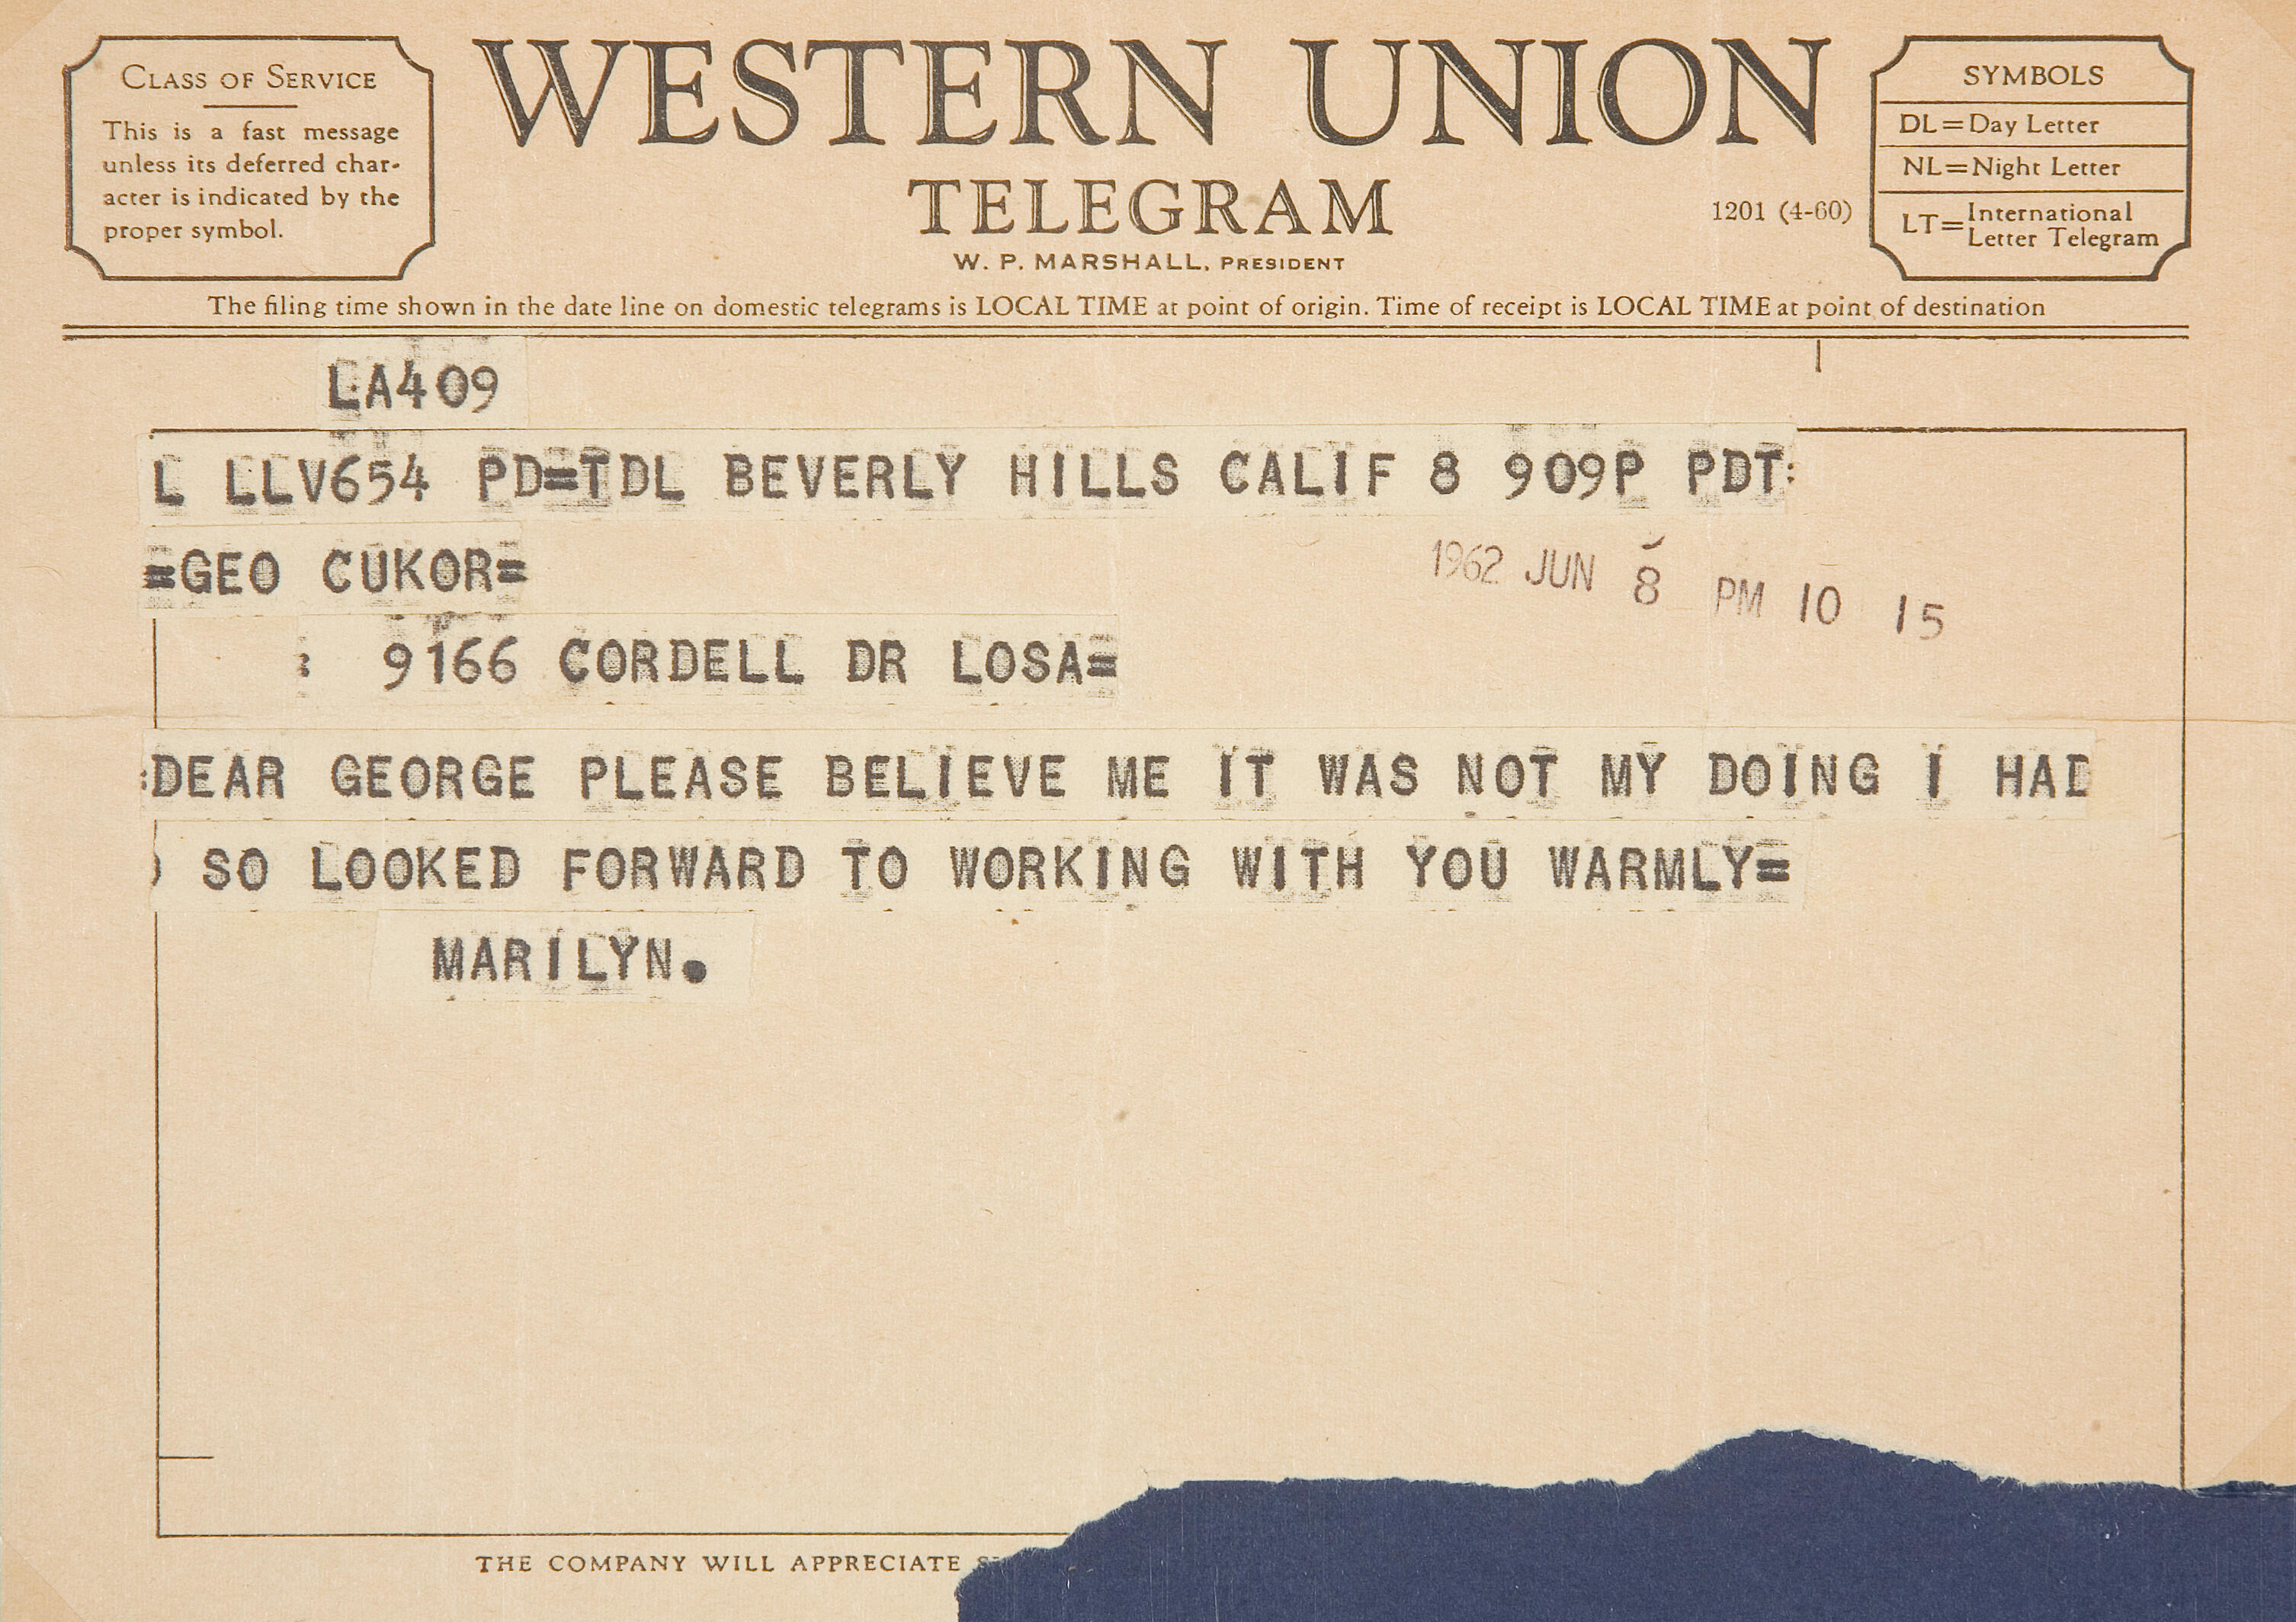 CLASS OF SERVICE
This is a fast message
unless its deferred char-
acter is indicated by the
proper symbol.
WESTERN UNION
TELEGRAM
W. P. MARSHALL, PRESIDENT
1201 (4-60)
SYMBOLS
DL=Day Letter
NL=Night Letter
LT=International
Letter Telegram
The filing time shown in the date line on domestic telegrams is LOCAL TIME at point of origin. Time of receipt is LOCAL TIME at point of destination
LA409
L LLV654 PD=TDL BEVERLY HILLS CALIF 8 909P PDT:
=GEO CUKOR=
1962 JUN 8 PM 10 15
: 9166 CORDELL DR LOSA=
:DEAR GEORGE PLEASE BELIEVE ME IT WAS NOT MY DOING I HAD
SO LOOKED FORWARD TO WORKING WITH YOU WARMLY=
MARILYN.
THE COMPANY WILL APPRECIATE